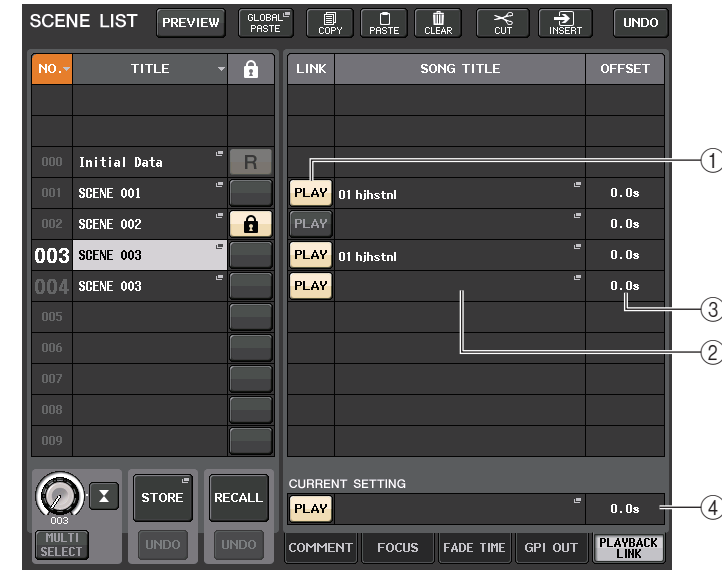 SCENE LIST PREVIEW GLOBAL PASTE COPY PASTE CLEAR CUT INSERT UNDO
NO. TITLE LINK SONG TITLE OFFSET
000 Initial Data R
001 SCENE 001 PLAY 01 hjhstnl 0.0s
002 SCENE 002 PLAY 0.0s
003 SCENE 003 PLAY 01 hjhstnl 0.0s
004 SCENE 003 PLAY 0.0s
005
006
007
008
009
1
3
2
CURRENT SETTING
PLAY 0.0s
4
003
STORE RECALL
MULTI SELECT UNDO UNDO
COMMENT FOCUS FADE TIME GPI OUT PLAYBACK LINK